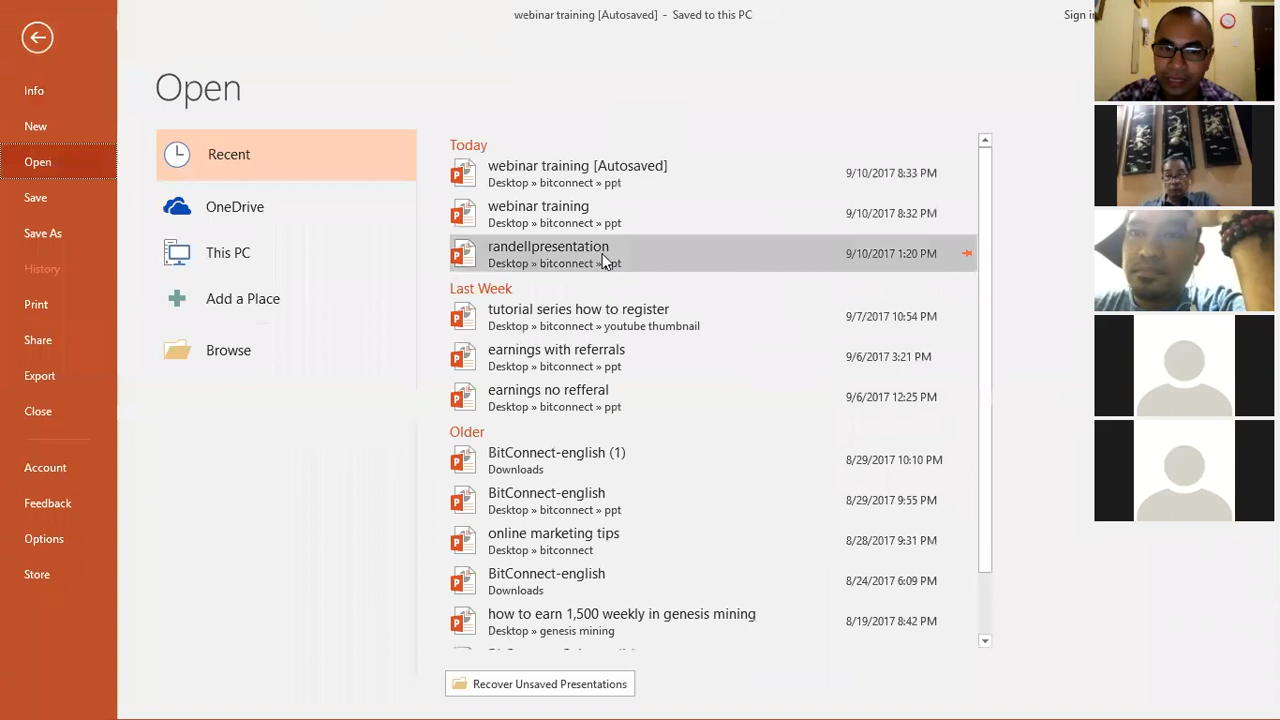 webinar training [Autosaved] - Saved to this PC
Sign in
Info
New
Open
Save
Save As
History
Print
Share
Export
Close
Account
Feedback
Options
Store
Open
Recent
OneDrive
This PC
Add a Place
Browse
Today
webinar training [Autosaved]
Desktop » bitconnect » ppt
9/10/2017 8:33 PM
webinar training
Desktop » bitconnect » ppt
9/10/2017 8:32 PM
randellpresentation
Desktop » bitconnect » ppt
9/10/2017 1:20 PM
Last Week
tutorial series how to register
Desktop » bitconnect » youtube thumbnail
9/7/2017 10:54 PM
earnings with referrals
Desktop » bitconnect » ppt
9/6/2017 3:21 PM
earnings no refferal
Desktop » bitconnect » ppt
9/6/2017 12:25 PM
Older
BitConnect-english (1)
Downloads
8/29/2017 10:10 PM
BitConnect-english
Desktop » bitconnect » ppt
8/29/2017 9:55 PM
online marketing tips
Desktop » bitconnect
8/28/2017 9:31 PM
BitConnect-english
Downloads
8/24/2017 6:09 PM
how to earn 1,500 weekly in genesis mining
Desktop » genesis mining
8/19/2017 8:42 PM
Recover Unsaved Presentations